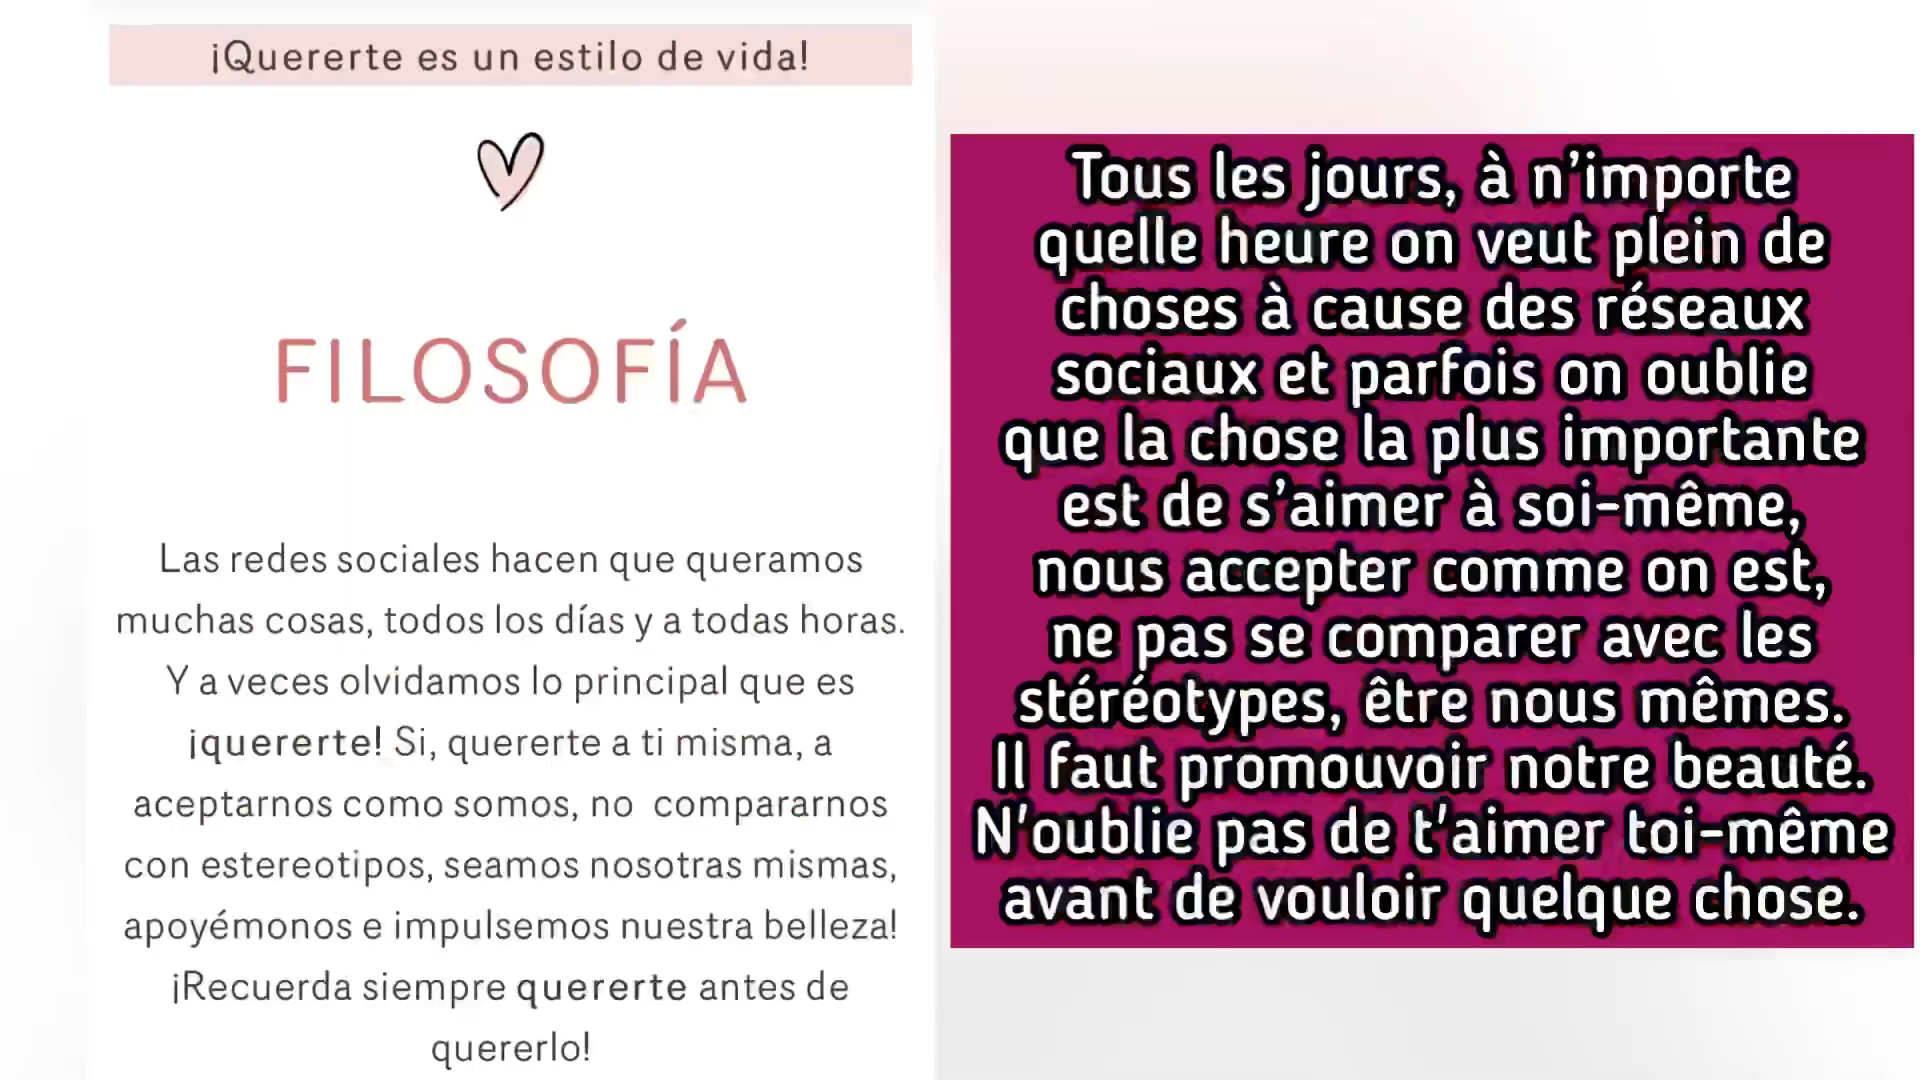 ¡Quererte es un estilo de vida!
FILOSOFÍA
Las redes sociales hacen que queramos
muchas cosas, todos los días y a todas horas.
Y a veces olvidamos lo principal que es
¡quererte! Si, quererte a ti misma, a
aceptarnos como somos, no compararnos
con estereotipos, seamos nosotras mismas,
apoyémonos e impulsemos nuestra belleza!
¡Recuerda siempre quererte antes de
quererlo!
Tous les jours, à n’importe
quelle heure on veut plein de
choses à cause des réseaux
sociaux et parfois on oublie
que la chose la plus importante
est de s’aimer à soi-même,
nous accepter comme on est,
ne pas se comparer avec les
stéréotypes, être nous mêmes.
Il faut promouvoir notre beauté.
N'oublie pas de t'aimer toi-même
avant de vouloir quelque chose.